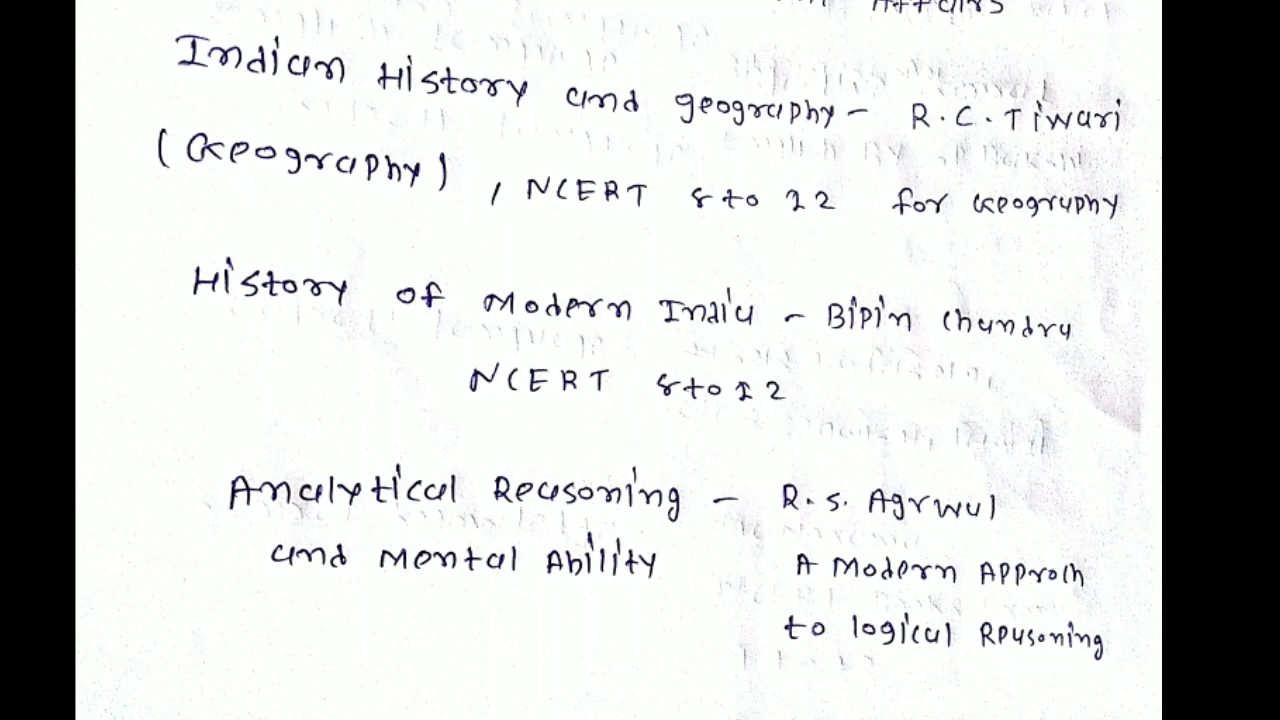 Affairs
Indian History and geography - R.C. Tiwari
(Geography), NCERT 8 to 12 for Geography
History of Modern India - Bipin Chandra
NCERT 8 to 12
Analytical Reasoning - R. S. Agrwal
and Mental Ability A Modern Approch
to logical Reasoning